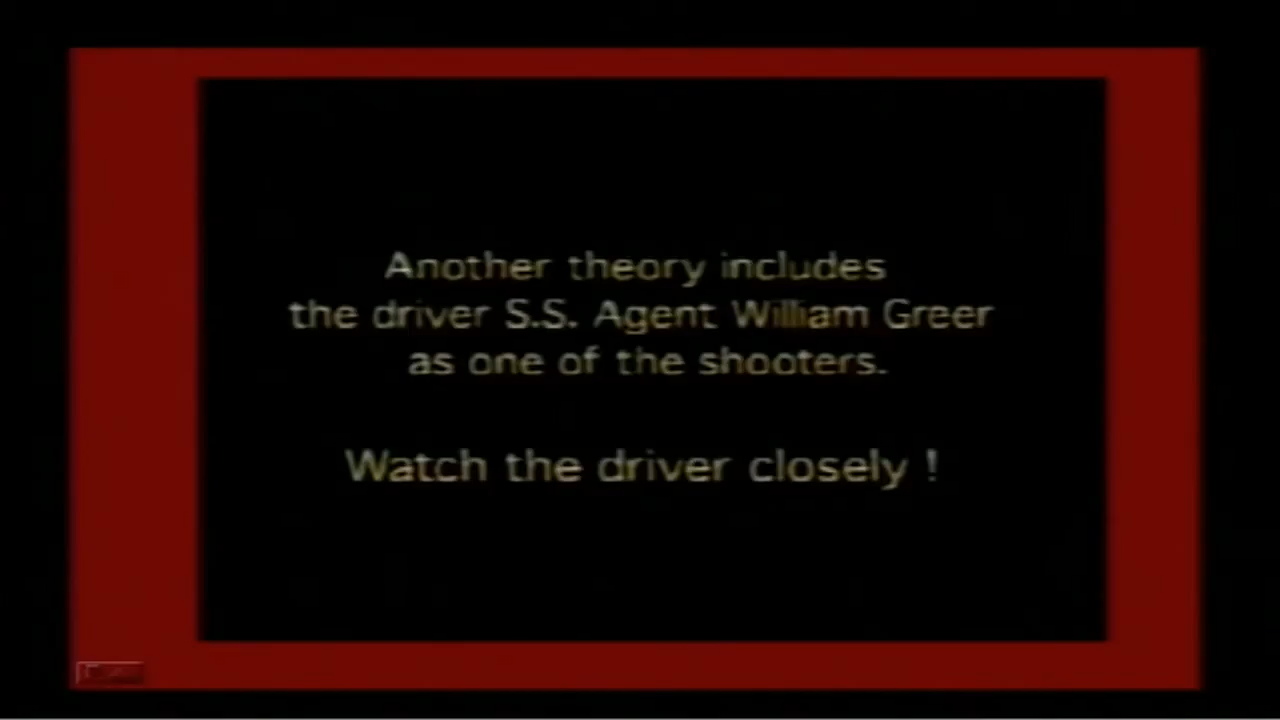 Another theory includes
the driver S.S. Agent William Greer
as one of the shooters.
Watch the driver closely !